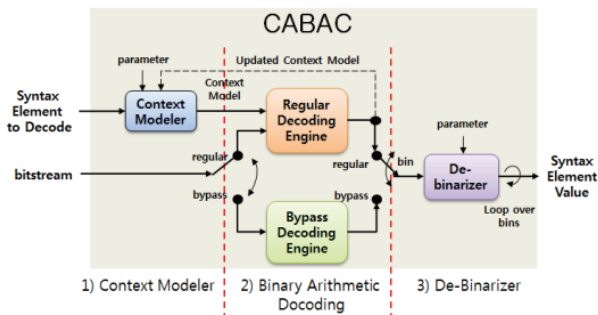 CABAC
parameter
Updated Context Model
Syntax
Element
to Decode
Context
Modeler
Context
Model
Regular
Decoding
Engine
parameter
regular
regular
bin
De-
binarizer
Syntax
Element
Value
bitstream
bypass
bypass
Loop over
bins
Bypass
Decoding
Engine
1) Context Modeler
2) Binary Arithmetic
Docoding
3) De-Binarizer